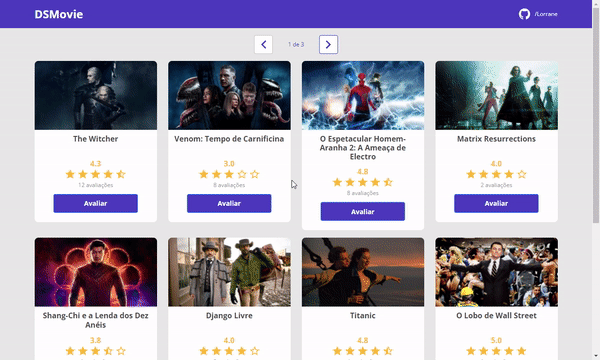 DSMovie
/Lorrane
1 de 3
The Witcher
4.3
12 avaliações
Avaliar
Venom: Tempo de Carnificina
3.0
8 avaliações
Avaliar
O Espetacular Homem-
Aranha 2: A Ameaça de
Electro
4.8
8 avaliações
Avaliar
Matrix Resurrections
4.0
2 avaliações
Avaliar
Shang-Chi e a Lenda dos Dez
Anéis
3.8
Django Livre
4.0
Titanic
4.8
O Lobo de Wall Street
5.0